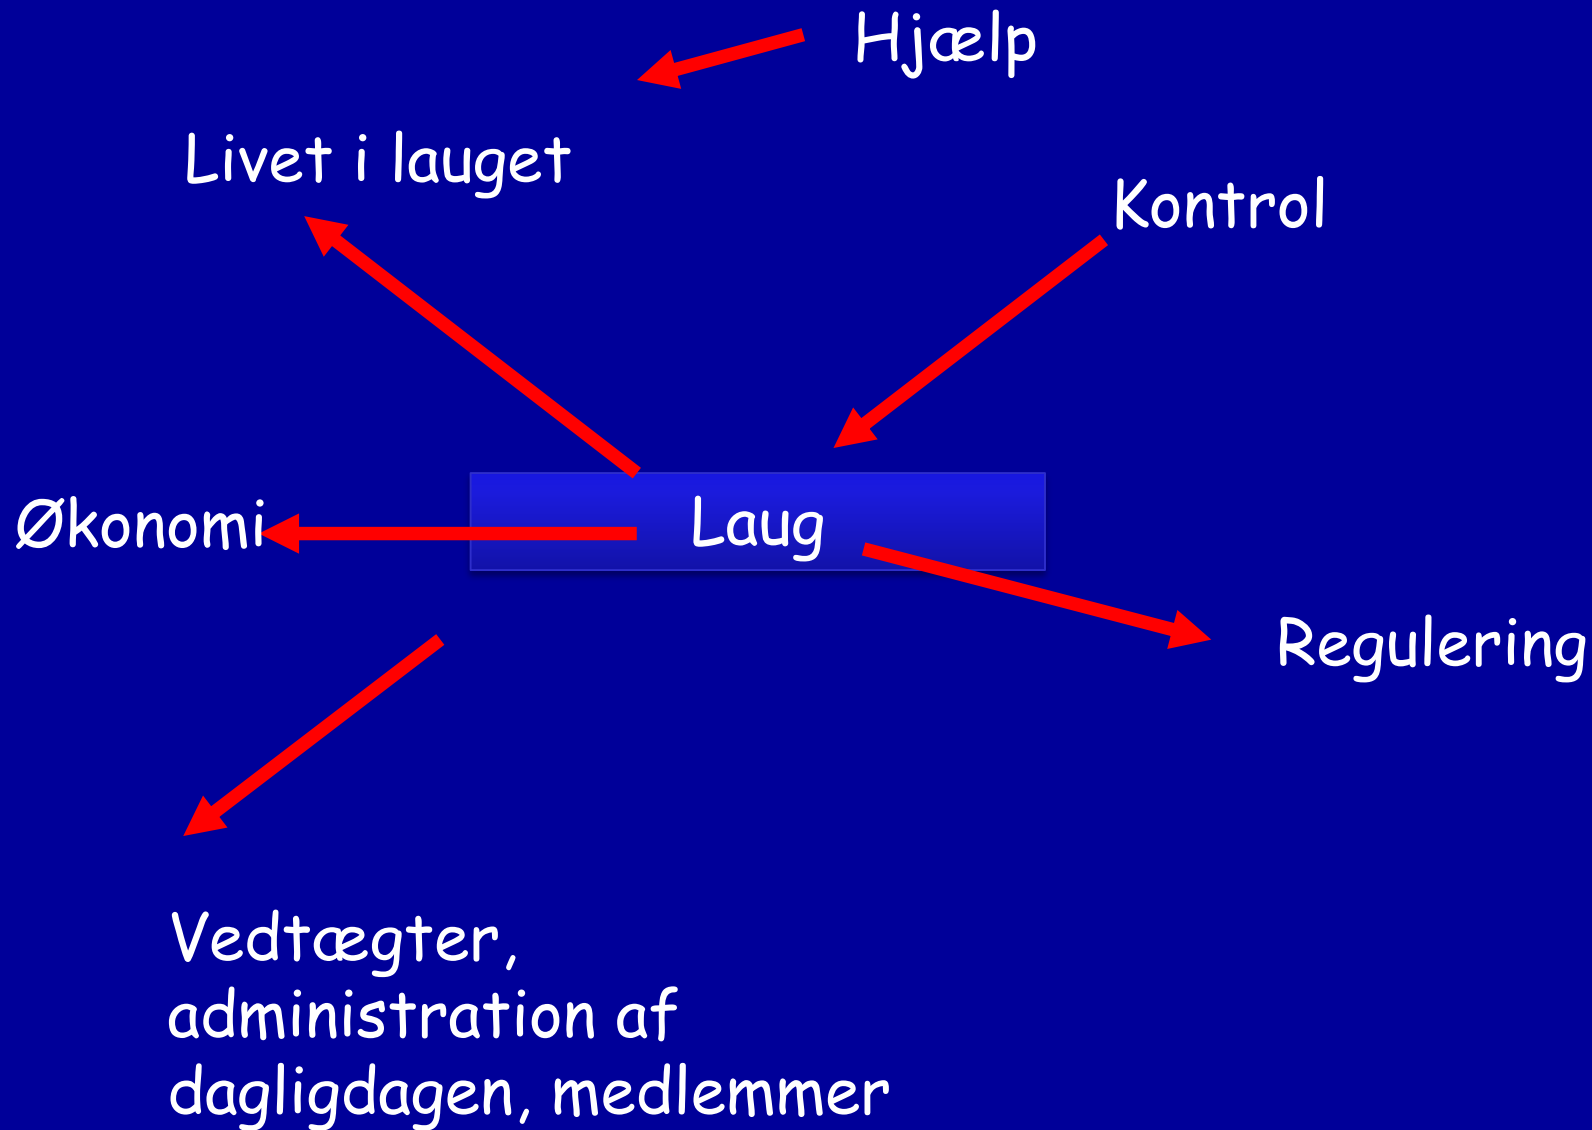 Hjælp
Livet i lauget
Kontrol
Økonomi
Laug
Regulering
Vedtægter,
administration af
dagligdagen, medlemmer